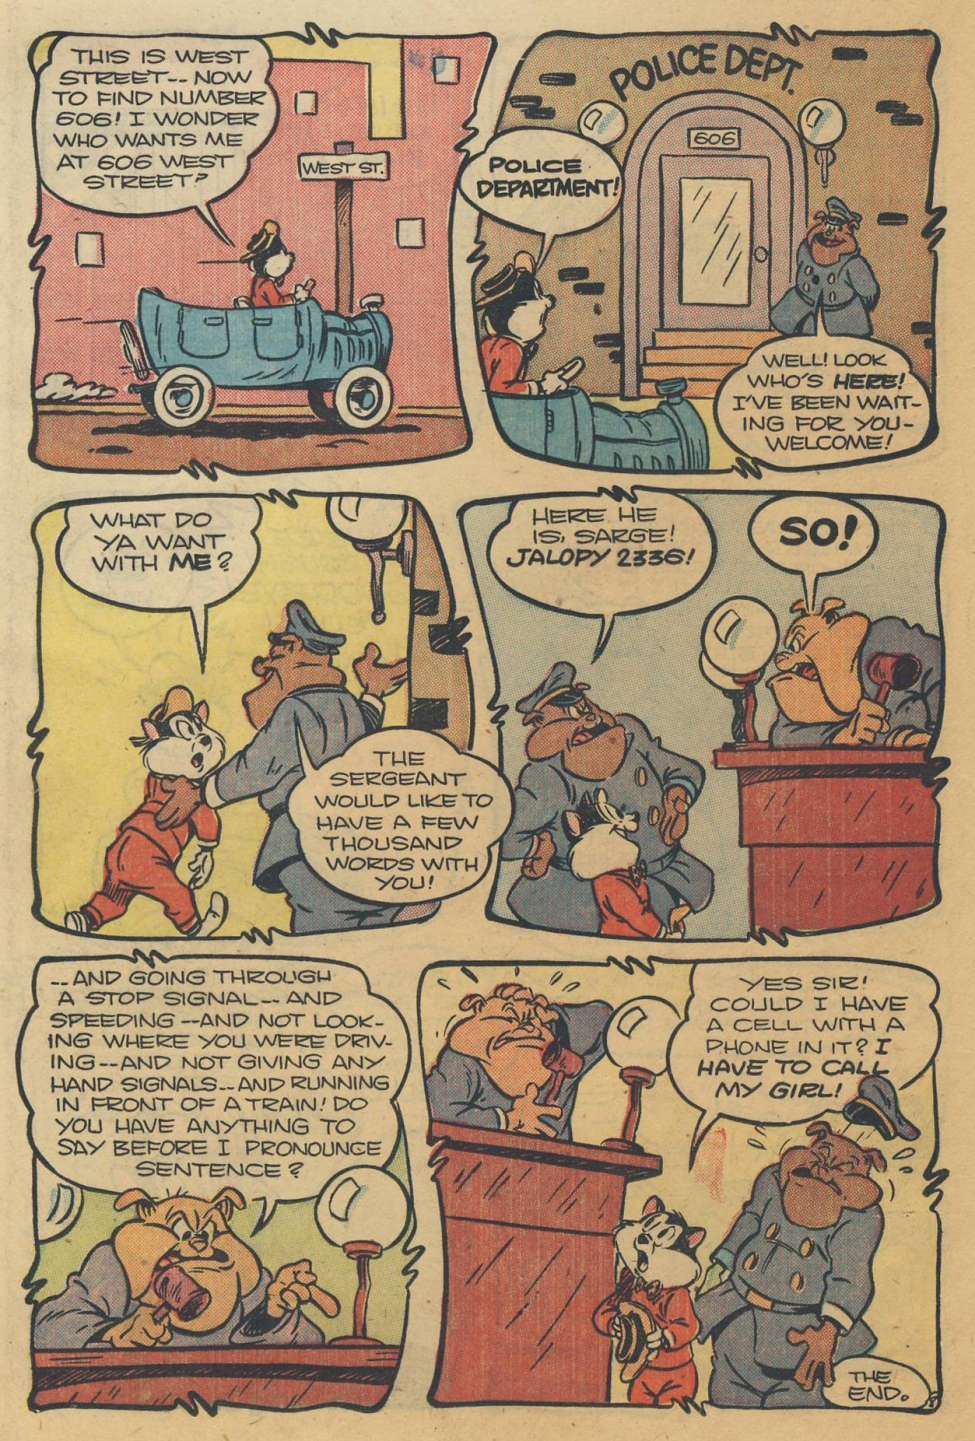 THIS IS WEST
STREET-- NOW
TO FIND NUMBER
606! I WONDER
WHO WANTS ME
AT 606 WEST
STREET?
WEST ST.
POLICE DEPT.
606
POLICE
DEPARTMENT!
WELL! LOOK
WHO'S HERE!
I'VE BEEN WAIT-
ING FOR YOU-
WELCOME!
WHAT DO
YA WANT
WITH ME?
THE
SERGEANT
WOULD LIKE TO
HAVE A FEW
THOUSAND
WORDS WITH
YOU!
HERE HE
IS, SARGE!
JALOPY 2336!
SO!
--AND GOING THROUGH
A STOP SIGNAL-- AND
SPEEDING --AND NOT LOOK-
ING WHERE YOU WERE DRIV-
ING--AND NOT GIVING ANY
HAND SIGNALS--AND RUNNING
IN FRONT OF A TRAIN! DO
YOU HAVE ANYTHING TO
SAY BEFORE I PRONOUNCE
SENTENCE?
YES SIR!
COULD I HAVE
A CELL WITH A
PHONE IN IT? I
HAVE TO CALL
MY GIRL!
THE
END.